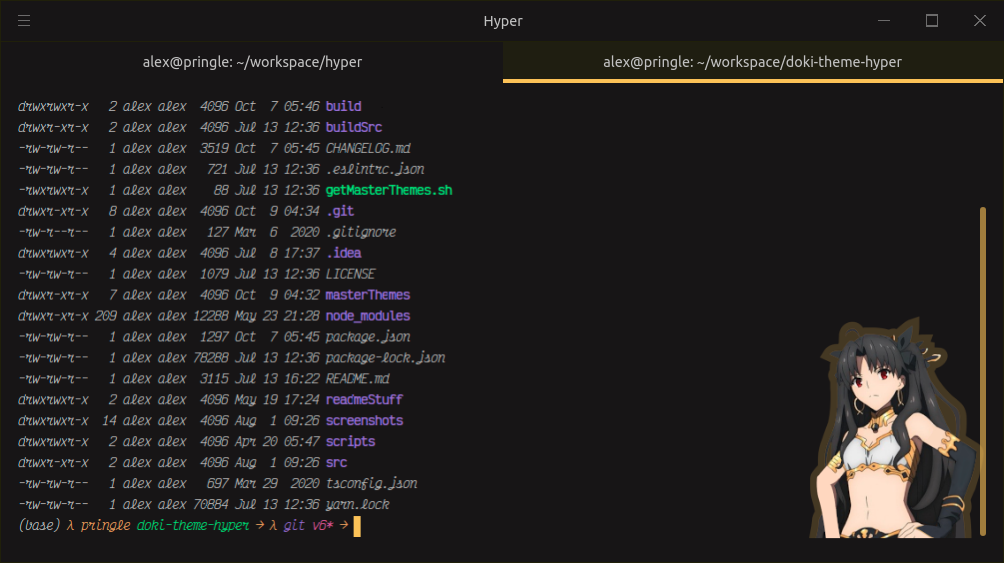 Hyper
alex@pringle: ~/workspace/hyper
alex@pringle: ~/workspace/doki-theme-hyper
drwxrwxr-x 2 alex alex 4096 Oct 7 05:46 build
drwxr-xr-x 2 alex alex 4096 Jul 13 12:36 buildSrc
-rw-rw-r-- 1 alex alex 3519 Oct 7 05:45 CHANGELOG.md
-rw-rw-r-- 1 alex alex 721 Jul 13 12:36 .eslintrc.json
-rwxrwxr-x 1 alex alex 88 Jul 13 12:36 getMasterThemes.sh
drwxr-xr-x 8 alex alex 4096 Oct 9 04:34 .git
-rw-r--r-- 1 alex alex 127 Mar 6 2020 .gitignore
drwxrwxr-x 4 alex alex 4096 Jul 8 17:37 .idea
-rw-rw-r-- 1 alex alex 1079 Jul 13 12:36 LICENSE
drwxr-xr-x 7 alex alex 4096 Oct 9 04:32 masterThemes
drwxr-xr-x 209 alex alex 12288 May 23 21:28 node_modules
-rw-rw-r-- 1 alex alex 1297 Oct 7 05:45 package.json
-rw-rw-r-- 1 alex alex 78288 Jul 13 12:36 package-lock.json
-rw-rw-r-- 1 alex alex 3115 Jul 13 16:22 README.md
drwxrwxr-x 2 alex alex 4096 May 19 17:24 readmeStuff
drwxrwxr-x 14 alex alex 4096 Aug 1 09:26 screenshots
drwxrwxr-x 2 alex alex 4096 Apr 20 05:47 scripts
drwxr-xr-x 2 alex alex 4096 Aug 1 09:26 src
-rw-rw-r-- 1 alex alex 697 Mar 29 2020 tsconfig.json
-rw-rw-r-- 1 alex alex 70884 Jul 13 12:36 yarn.lock
(base) λ pringle doki-theme-hyper → λ git v6* →